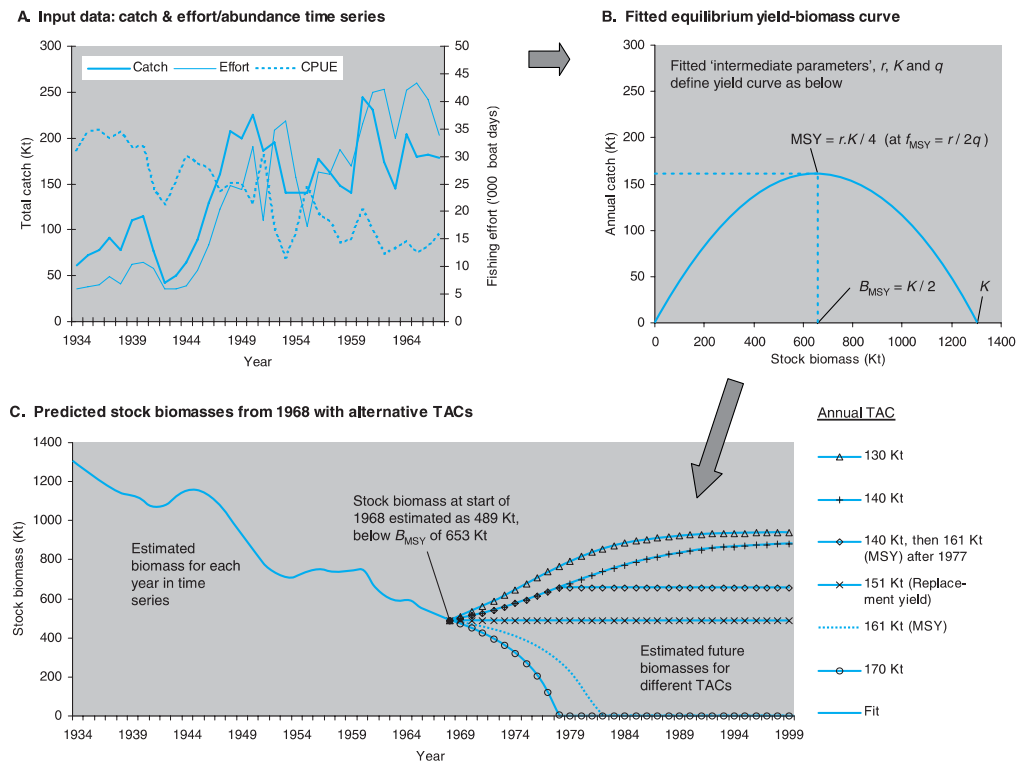 A. Input data: catch & effort/abundance time series
300
250
200
150
100
50
0
Total catch (Kt)
Catch
Effort
CPUE
50
45
40
35
30
25
20
15
10
5
0
Fishing effort ('000 boat days)
1934
1939
1944
1949
1954
1959
1964
Year
B. Fitted equilibrium yield-biomass curve
300
250
200
150
100
50
0
Annual catch (Kt)
Fitted 'intermediate parameters', r, K and q
define yield curve as below
MSY = r.K / 4 (at fMSY = r / 2q )
BMSY = K / 2
K
0
200
400
600
800
1000
1200
1400
Stock biomass (Kt)
C. Predicted stock biomasses from 1968 with alternative TACs
1400
1200
1000
800
600
400
200
0
Stock biomass (Kt)
Estimated
biomass for each
year in time
series
Stock biomass at start of
1968 estimated as 489 Kt,
below BMSY of 653 Kt
Estimated future
biomasses for
different TACs
1934
1939
1944
1949
1954
1959
1964
1969
1974
1979
1984
1989
1994
1999
Year
Annual TAC
130 Kt
140 Kt
140 Kt, then 161 Kt
(MSY) after 1977
151 Kt (Replace-
ment yield)
161 Kt (MSY)
170 Kt
Fit